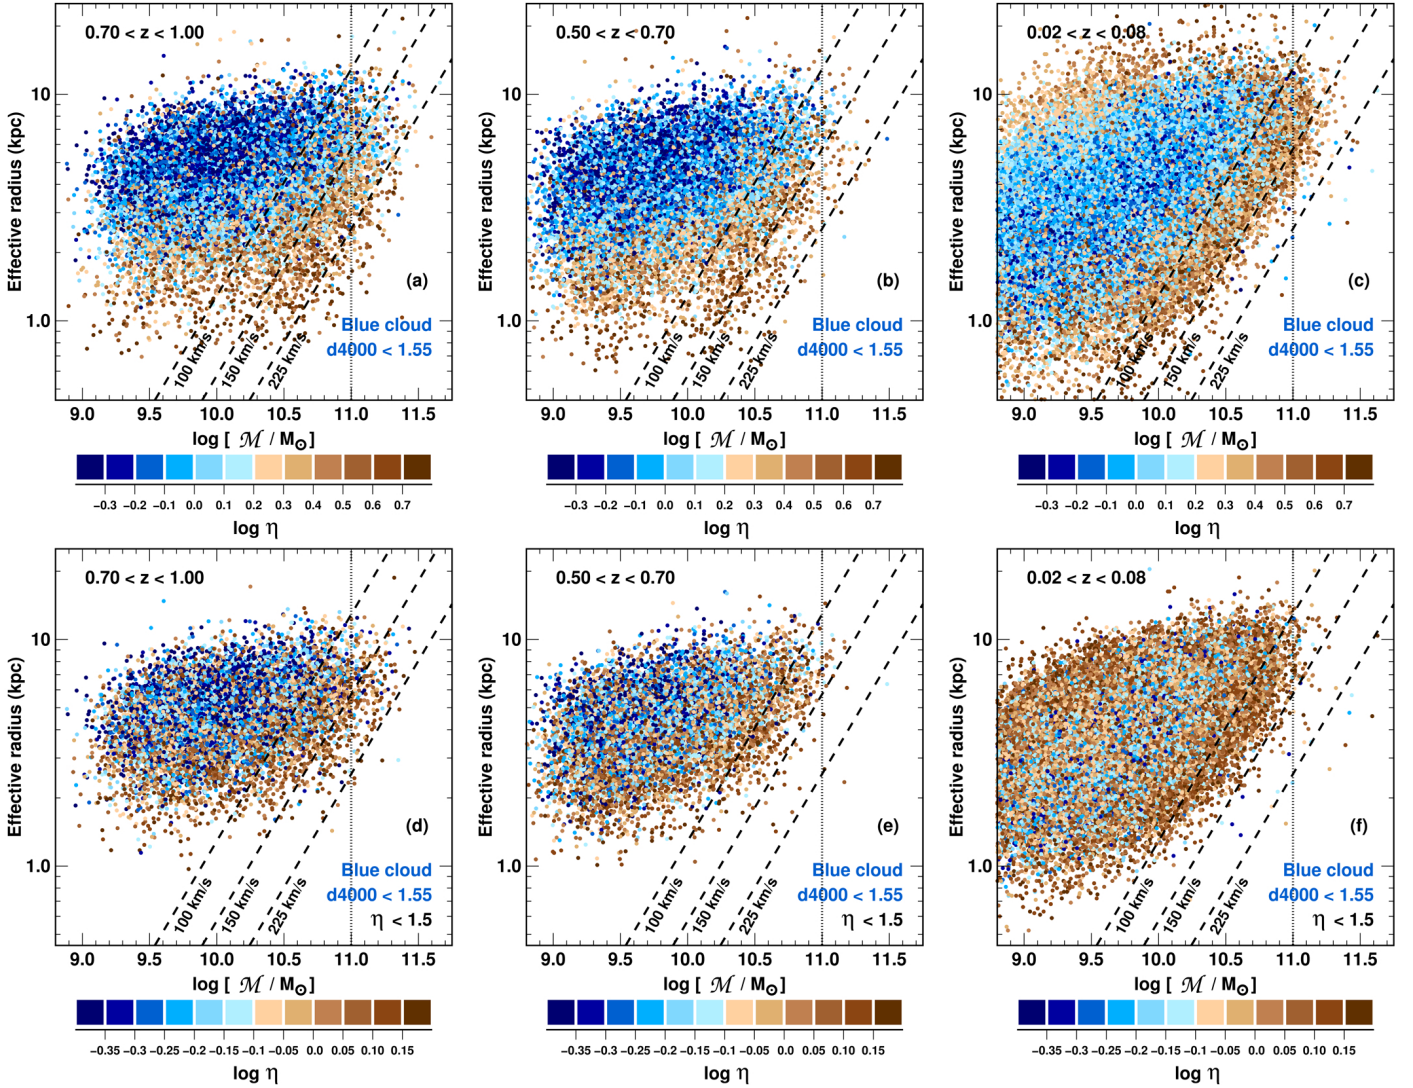 0.70 < z < 1.00
Effective radius (kpc)
10
1.0
(a)
Blue cloud
d4000 < 1.55
100 km/s
150 km/s
225 km/s
9.0 9.5 10.0 10.5 11.0 11.5
log [ ℳ / M⊙ ]
−0.3 −0.2 −0.1 0.0 0.1 0.2 0.3 0.4 0.5 0.6 0.7
log η
0.50 < z < 0.70
Effective radius (kpc)
10
1.0
(b)
Blue cloud
d4000 < 1.55
100 km/s
150 km/s
225 km/s
9.0 9.5 10.0 10.5 11.0 11.5
log [ ℳ / M⊙ ]
−0.3 −0.2 −0.1 0.0 0.1 0.2 0.3 0.4 0.5 0.6 0.7
log η
0.02 < z < 0.08
Effective radius (kpc)
10
1.0
(c)
Blue cloud
d4000 < 1.55
100 km/s
150 km/s
225 km/s
9.0 9.5 10.0 10.5 11.0 11.5
log [ ℳ / M⊙ ]
−0.3 −0.2 −0.1 0.0 0.1 0.2 0.3 0.4 0.5 0.6 0.7
log η
0.70 < z < 1.00
Effective radius (kpc)
10
1.0
(d)
Blue cloud
d4000 < 1.55
η < 1.5
100 km/s
150 km/s
225 km/s
9.0 9.5 10.0 10.5 11.0 11.5
log [ ℳ / M⊙ ]
−0.35 −0.3 −0.25 −0.2 −0.15 −0.1 −0.05 0.0 0.05 0.10 0.15
log η
0.50 < z < 0.70
Effective radius (kpc)
10
1.0
(e)
Blue cloud
d4000 < 1.55
η < 1.5
100 km/s
150 km/s
225 km/s
9.0 9.5 10.0 10.5 11.0 11.5
log [ ℳ / M⊙ ]
−0.35 −0.3 −0.25 −0.2 −0.15 −0.1 −0.05 0.0 0.05 0.10 0.15
log η
0.02 < z < 0.08
Effective radius (kpc)
10
1.0
(f)
Blue cloud
d4000 < 1.55
η < 1.5
100 km/s
150 km/s
225 km/s
9.0 9.5 10.0 10.5 11.0 11.5
log [ ℳ / M⊙ ]
−0.35 −0.3 −0.25 −0.2 −0.15 −0.1 −0.05 0.0 0.05 0.10 0.15
log η